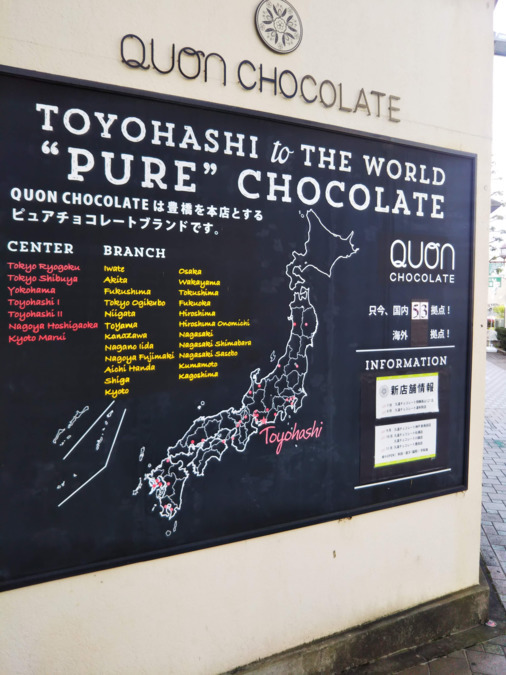 QUON CHOCOLATE
TOYOHASHI to THE WORLD
"PURE" CHOCOLATE
QUON CHOCOLATE は豊橋を本店とする
ピュアチョコレートブランドです。
CENTER
Tokyo Ryogoku
Tokyo Shibuya
Yokohama
Toyohashi I
Toyohashi II
Nagoya Hoshigaoka
Kyoto Marui
BRANCH
Iwate
Akita
Fukushima
Tokyo Ogikubo
Niigata
Toyama
Kanazawa
Nagano Iida
Nagoya Fujimaki
Aichi Handa
Shiga
Kyoto
Osaka
Wakayama
Tokushima
Fukuoka
Hiroshima
Hiroshima Onomichi
Nagasaki
Nagasaki Shimabara
Nagasaki Sasebo
Kumamoto
Kagoshima
Toyohashi
QUON
CHOCOLATE
只今、国内 53 拠点!
海外 拠点!
INFORMATION
新店舗情報